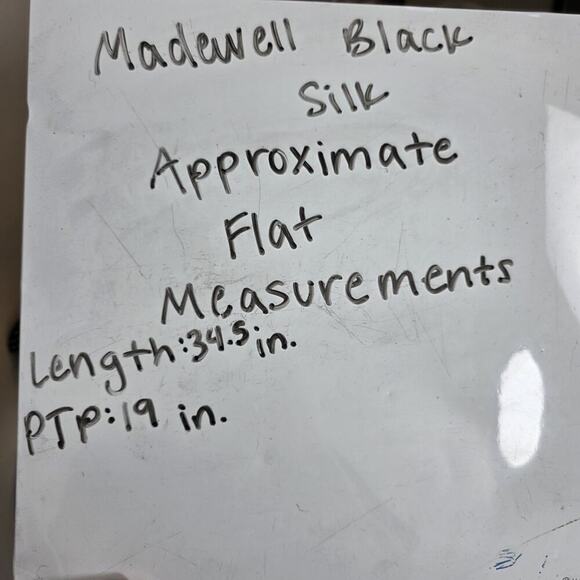 Madewell Black
Silk
Approximate
Flat
Measurements
Length:34.5 in.
PTP:19 in.